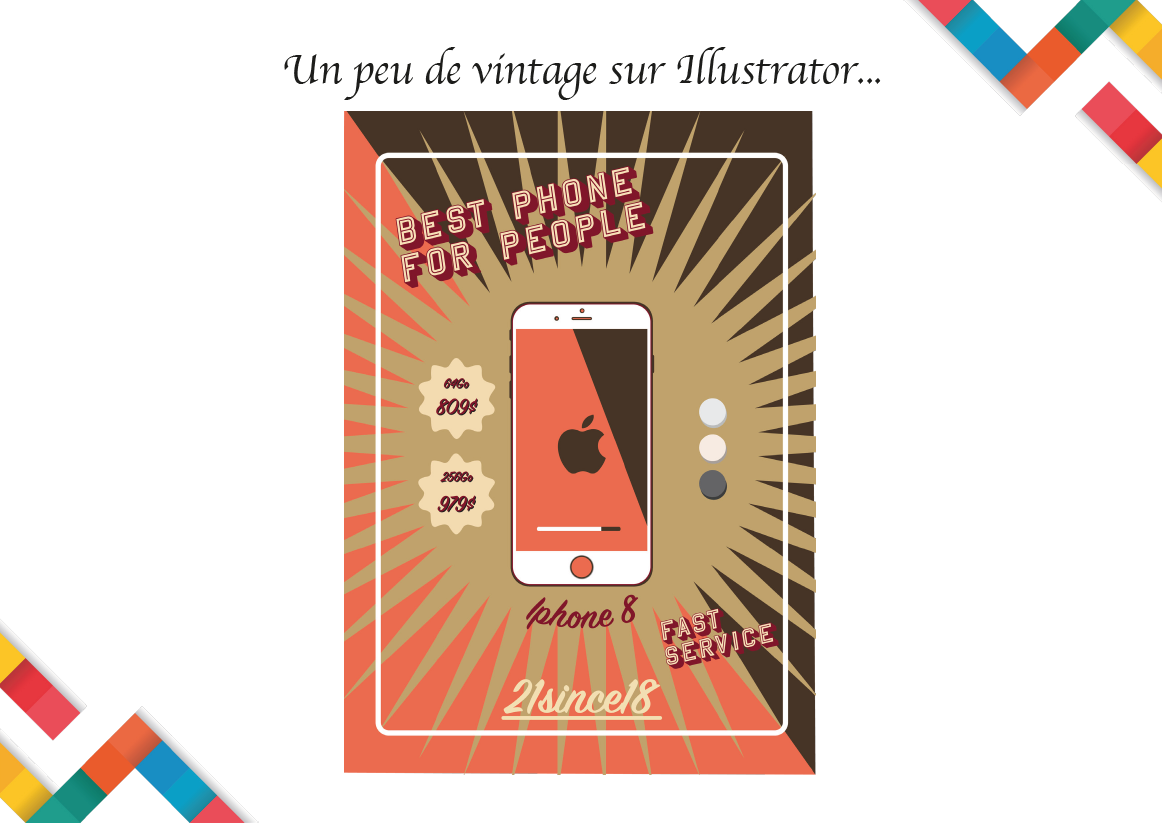 Un peu de vintage sur Illustrator...
BEST PHONE
FOR PEOPLE
64Go
809$
256Go
979$
Iphone 8
FAST
SERVICE
21since18